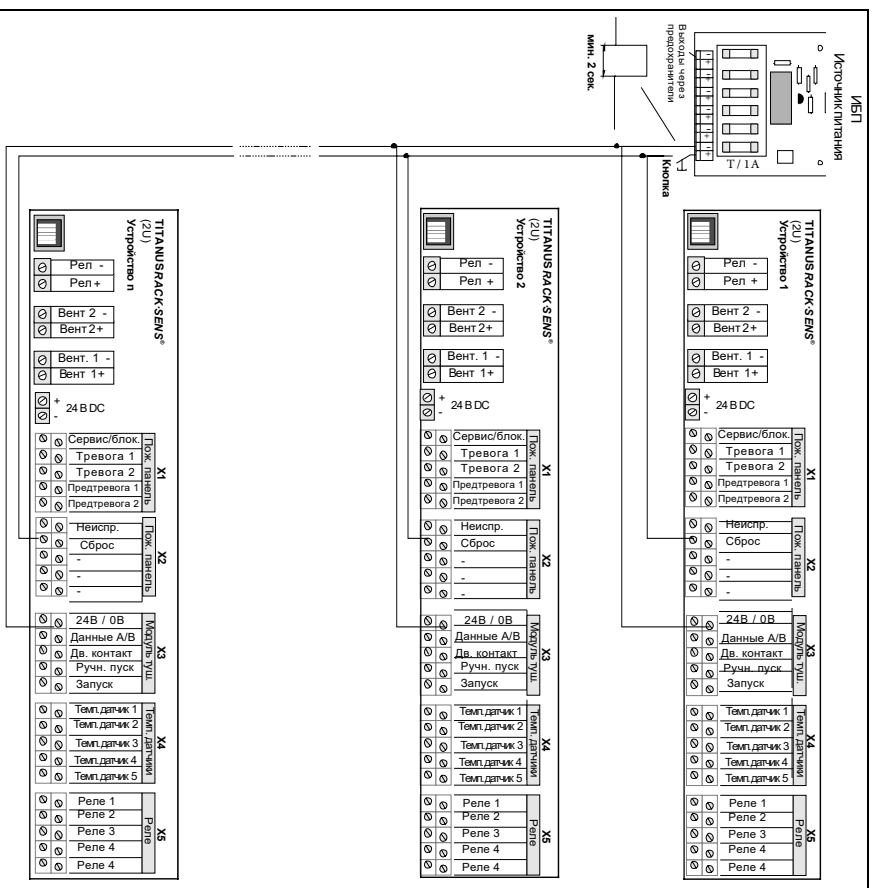 ИБП
Источник питания
Выходы через
предохранители
- + - + - + - + - + - +
T / 1 A
мин. 2 сек.
Кнопка
TITANUS RACK·SENS®
(2U)
Устройство n
Рел -
Рел +
Вент 2 -
Вент 2+
Вент. 1 -
Вент 1+
+
24 В DC
-
Сервис/блок.
Тревога 1
Тревога 2
Предтревога 1
Предтревога 2
Пож. панель
X1
Неиспр.
Сброс
-
-
-
Пож. панель
X2
24В / 0В
Данные А/В
Дв. контакт
Ручн. пуск
Запуск
Модуль туш.
X3
Темп.датчик 1
Темп.датчик 2
Темп.датчик 3
Темп.датчик 4
Темп.датчик 5
Темп. датчики
X4
Реле 1
Реле 2
Реле 3
Реле 4
Реле 4
Реле
X5
TITANUS RACK·SENS®
(2U)
Устройство 2
Рел -
Рел +
Вент 2 -
Вент 2+
Вент. 1 -
Вент 1+
+
24 В DC
-
Сервис/блок.
Тревога 1
Тревога 2
Предтревога 1
Предтревога 2
Пож. панель
X1
Неиспр.
Сброс
-
-
-
Пож. панель
X2
24В / 0В
Данные А/В
Дв. контакт
Ручн. пуск
Запуск
Модуль туш.
X3
Темп.датчик 1
Темп.датчик 2
Темп.датчик 3
Темп.датчик 4
Темп.датчик 5
Темп. датчики
X4
Реле 1
Реле 2
Реле 3
Реле 4
Реле 4
Реле
X5
TITANUS RACK·SENS®
(2U)
Устройство 1
Рел -
Рел +
Вент 2 -
Вент 2+
Вент. 1 -
Вент 1+
+
24 В DC
-
Сервис/блок.
Тревога 1
Тревога 2
Предтревога 1
Предтревога 2
Пож. панель
X1
Неиспр.
Сброс
-
-
-
Пож. панель
X2
24В / 0В
Данные А/В
Дв. контакт
Ручн. пуск
Запуск
Модуль туш.
X3
Темп.датчик 1
Темп.датчик 2
Темп.датчик 3
Темп.датчик 4
Темп.датчик 5
Темп. датчики
X4
Реле 1
Реле 2
Реле 3
Реле 4
Реле 4
Реле
X5